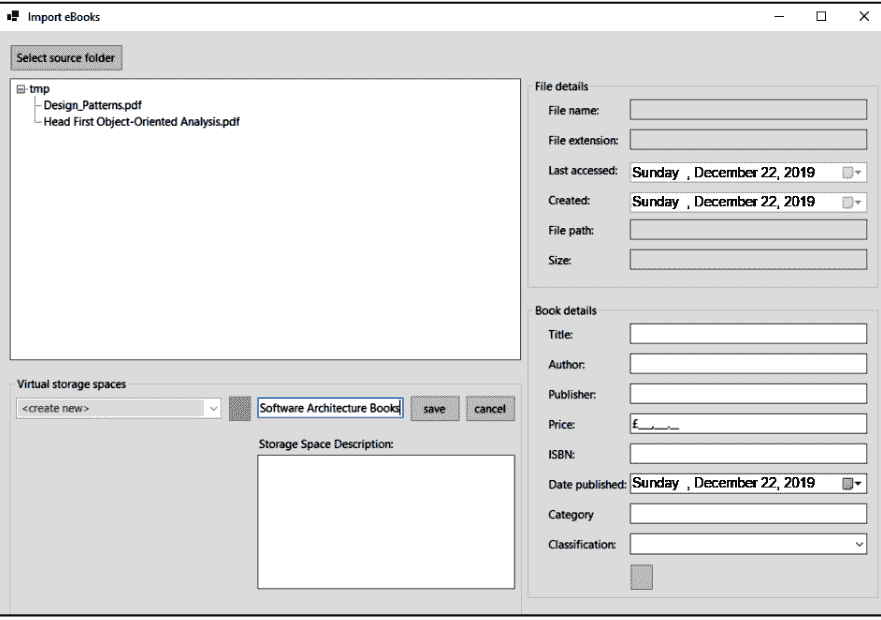 Import eBooks
Select source folder
tmp
Design_Patterns.pdf
Head First Object-Oriented Analysis.pdf
File details
File name:
File extension:
Last accessed: Sunday , December 22, 2019
Created: Sunday , December 22, 2019
File path:
Size:
Virtual storage spaces
<create new> Software Architecture Books save cancel
Storage Space Description:
Book details
Title:
Author:
Publisher:
Price: £__,__.__
ISBN:
Date published: Sunday , December 22, 2019
Category
Classification: